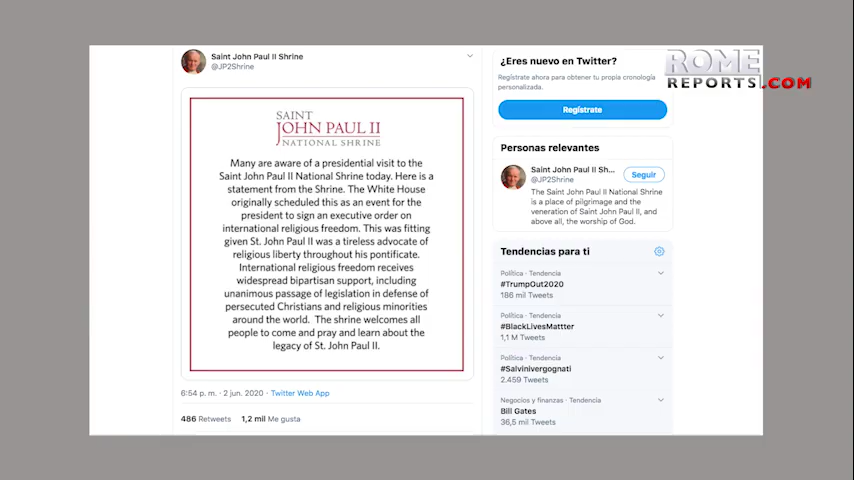 Saint John Paul II Shrine
@JP2Shrine
SAINT
JOHN PAUL II
NATIONAL SHRINE
Many are aware of a presidential visit to the
Saint John Paul II National Shrine today. Here is a
statement from the Shrine. The White House
originally scheduled this as an event for the
president to sign an executive order on
international religious freedom. This was fitting
given St. John Paul II was a tireless advocate of
religious liberty throughout his pontificate.
International religious freedom receives
widespread bipartisan support, including
unanimous passage of legislation in defense of
persecuted Christians and religious minorities
around the world. The shrine welcomes all
people to come and pray and learn about the
legacy of St. John Paul II.
6:54 p. m. · 2 jun. 2020 · Twitter Web App
486 Retweets 1,2 mil Me gusta
¿Eres nuevo en Twitter?
Regístrate ahora para obtener tu propia cronología
personalizada.
Regístrate
Personas relevantes
Saint John Paul II Sh...
@JP2Shrine
Seguir
The Saint John Paul II National Shrine
is a place of pilgrimage and the
veneration of Saint John Paul II, and
above all, the worship of God.
Tendencias para ti
Política · Tendencia
#TrumpOut2020
186 mil Tweets
Política · Tendencia
#BlackLivesMattter
1,1 M Tweets
Política · Tendencia
#Salvinivergognati
2.459 Tweets
Negocios y finanzas · Tendencia
Bill Gates
36,5 mil Tweets
ROME
REPORTS.COM